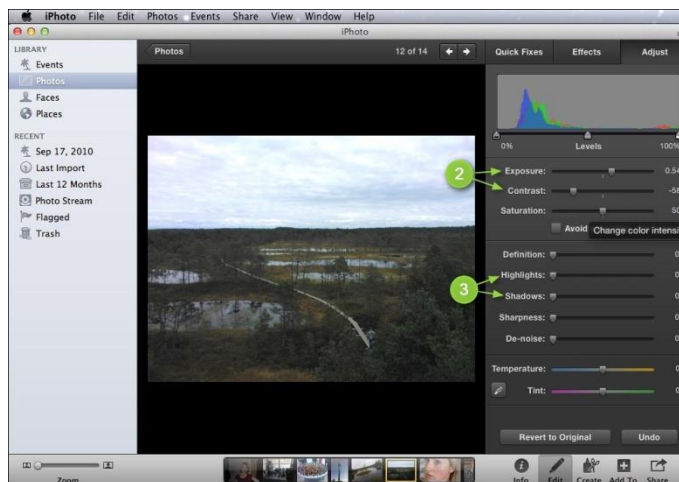 iPhoto File Edit Photos Events Share View Window Help
iPhoto
LIBRARY
Events
Photos
Faces
Places
RECENT
Sep 17, 2010
Last Import
Last 12 Months
Photo Stream
Flagged
Trash
Photos
12 of 14
Quick Fixes Effects Adjust
0% Levels 100%
2
Exposure: 0.54
Contrast: -56
Saturation: 50
Avoid
Change color intensi
Definition: 0
3
Highlights: 0
Shadows: 0
Sharpness: 0
De-noise: 0
Temperature: 0
Tint: 0
Revert to Original Undo
Zoom
Info Edit Create Add To Share